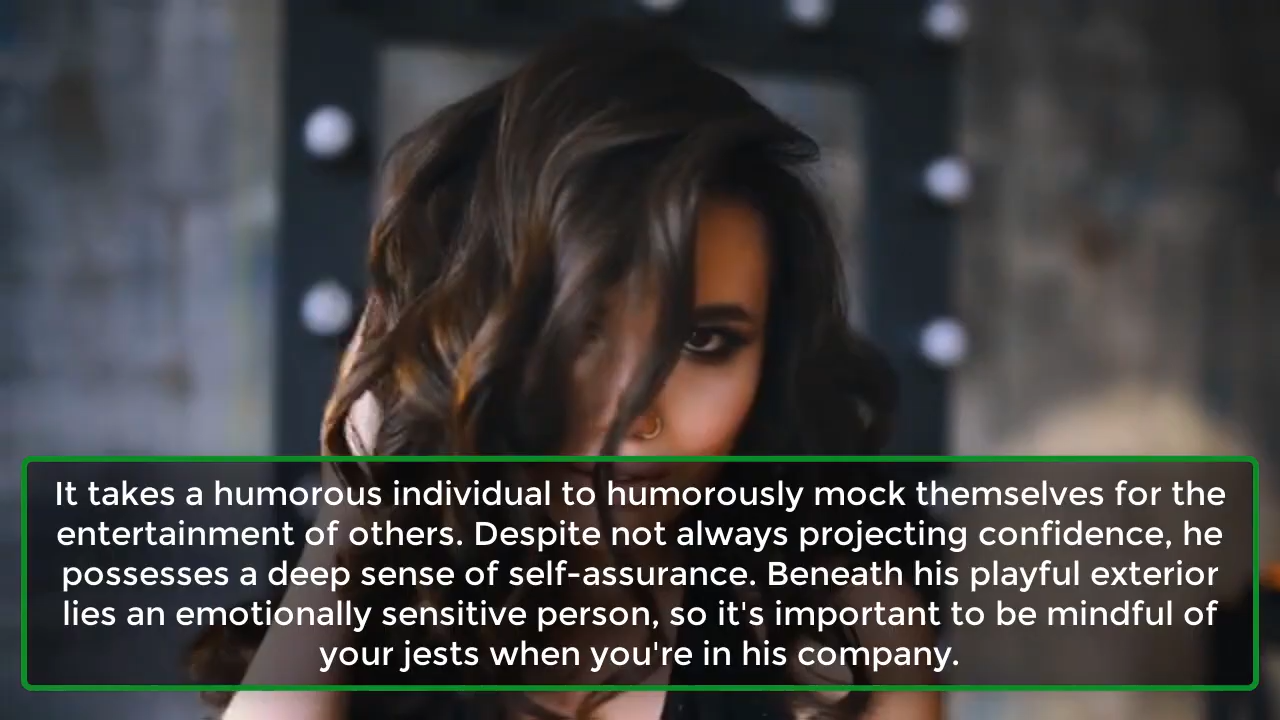 It takes a humorous individual to humorously mock themselves for the
entertainment of others. Despite not always projecting confidence, he
possesses a deep sense of self-assurance. Beneath his playful exterior
lies an emotionally sensitive person, so it's important to be mindful of
your jests when you're in his company.